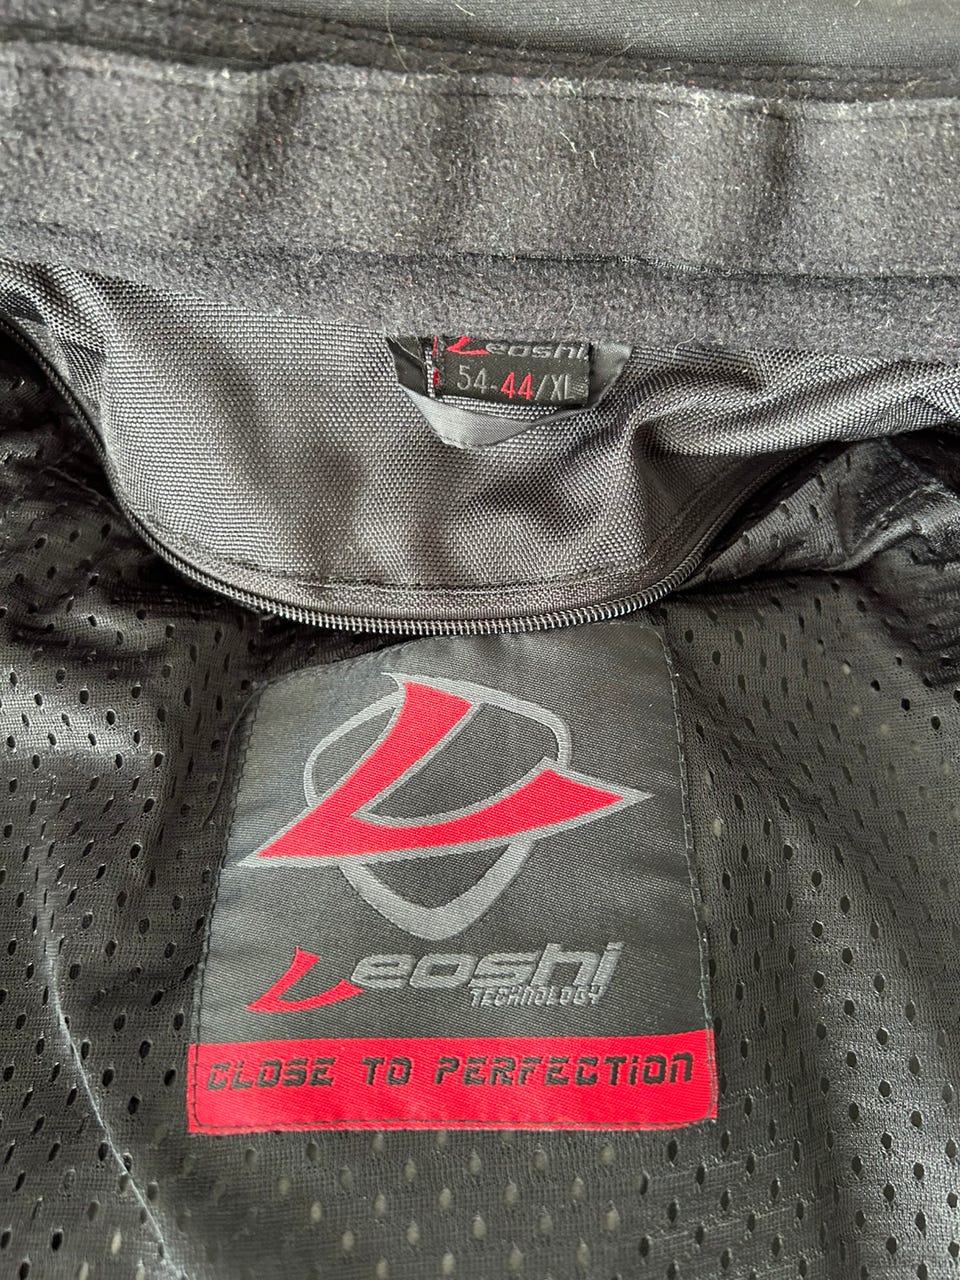 Leoshi
54-44/XL
Leoshi
TECHNOLOGY
CLOSE TO PERFECTiOn